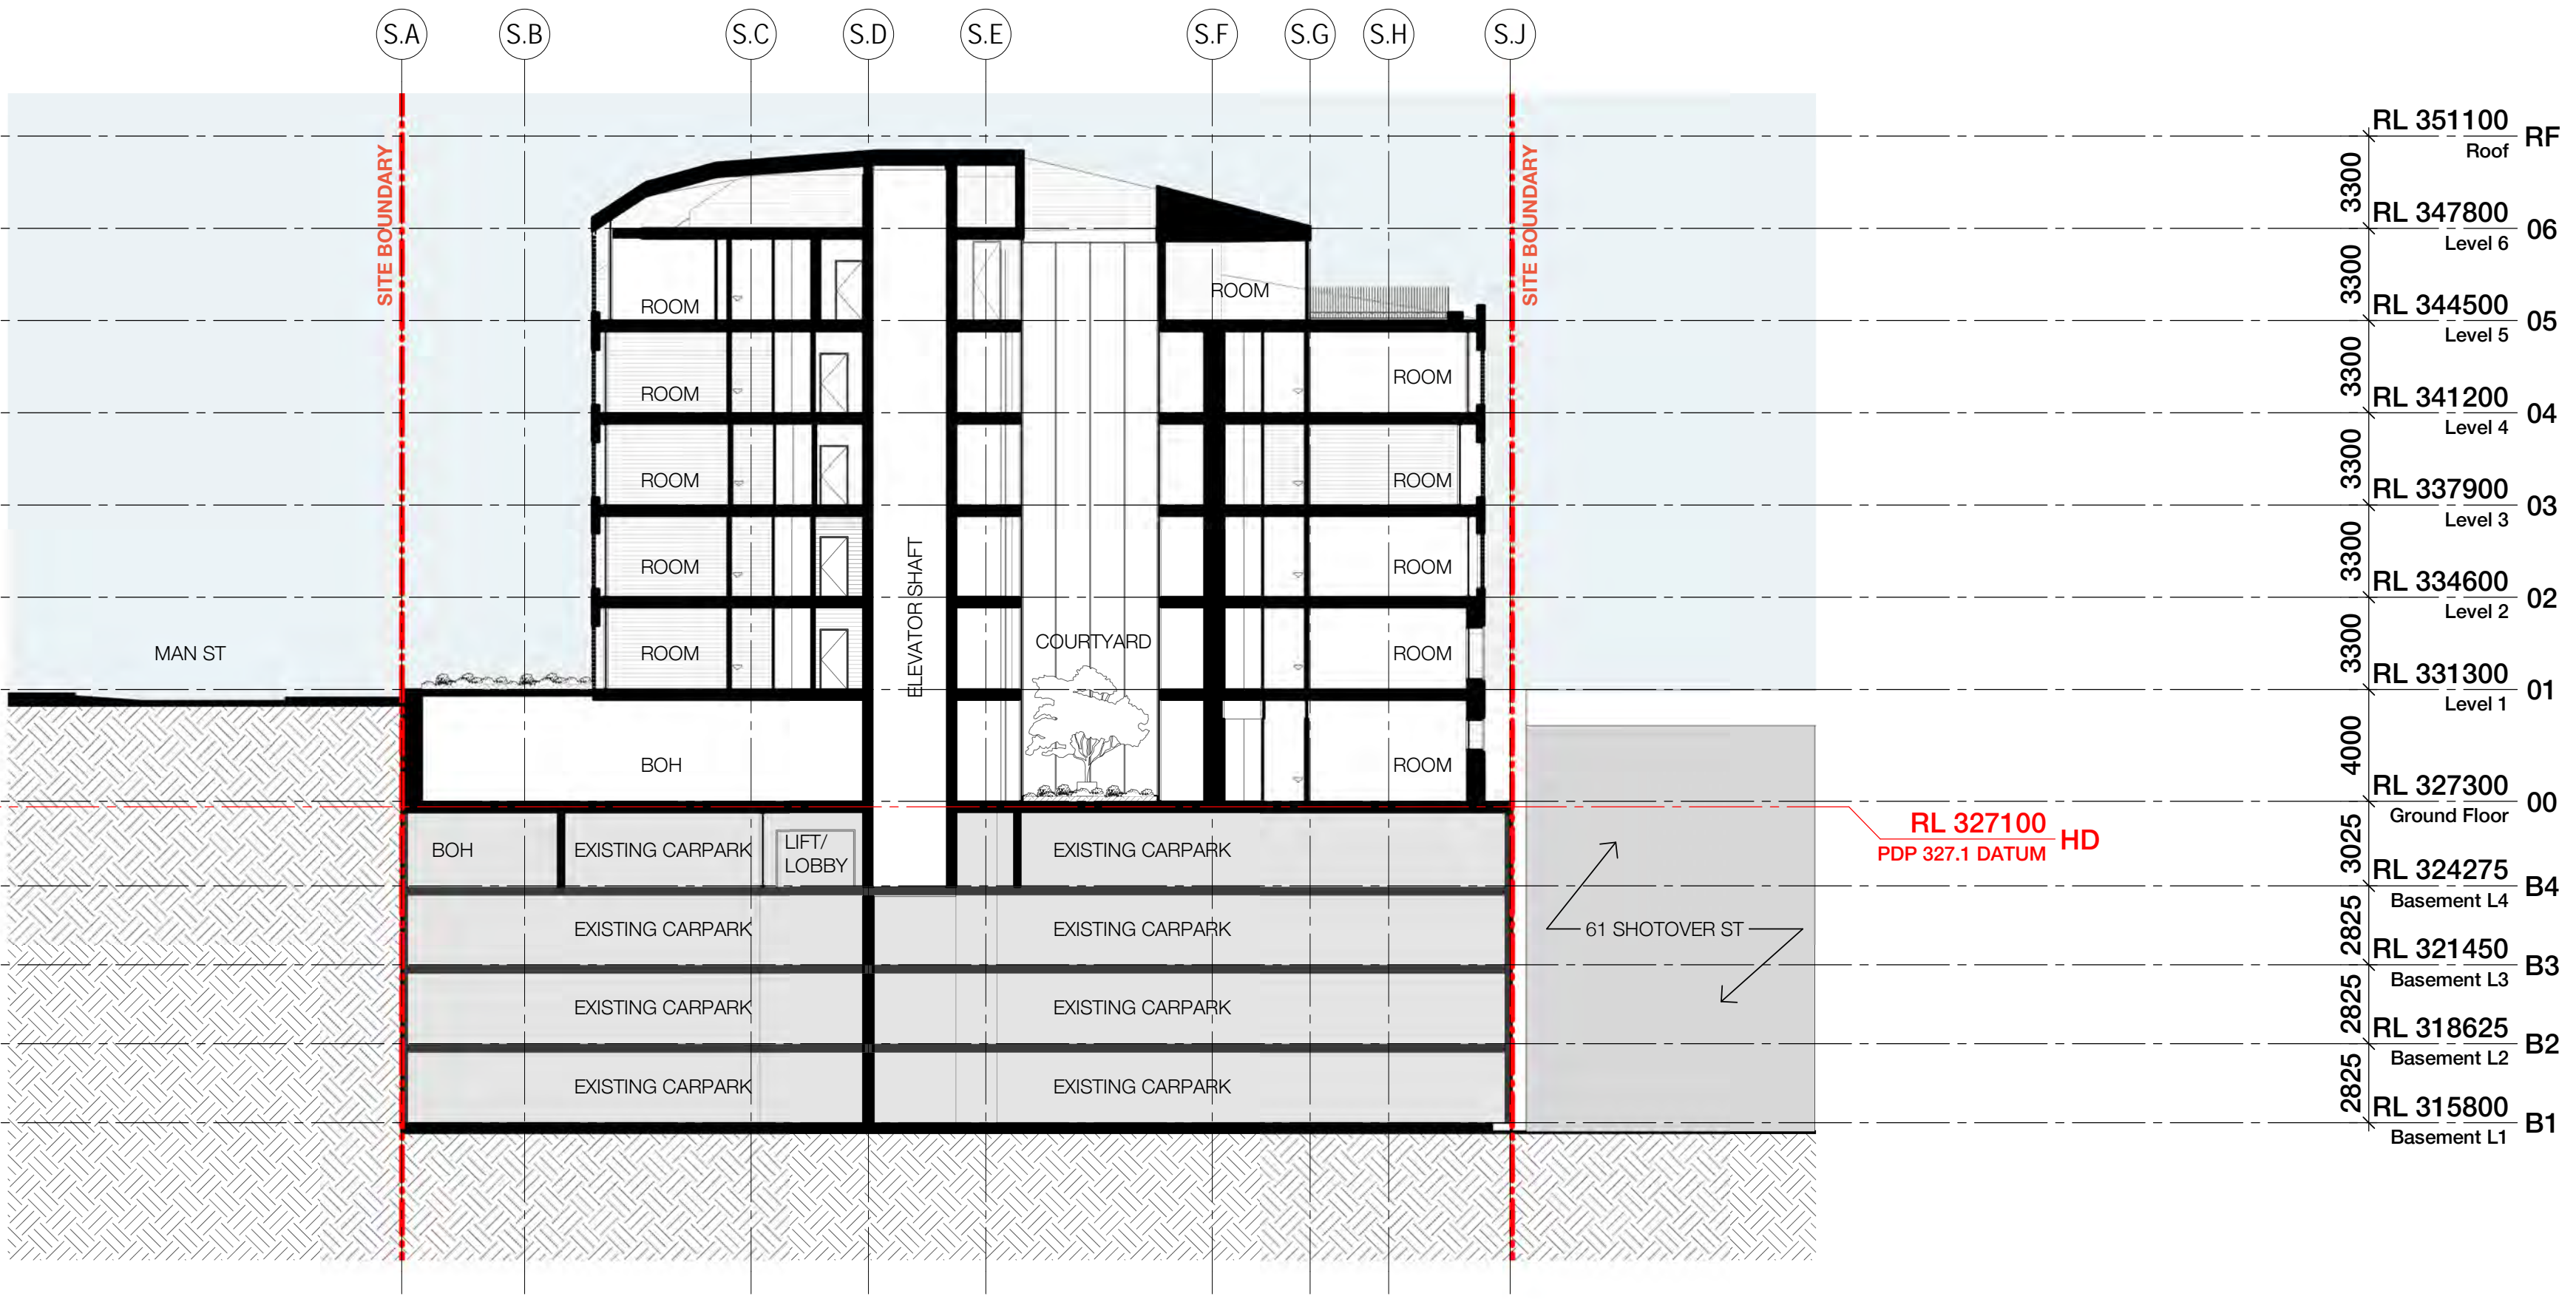 S.A
S.B
S.C
S.D
S.E
S.F
S.G
S.H
S.J
SITE BOUNDARY
SITE BOUNDARY
RL 351100
RF
Roof
3300
RL 347800
06
Level 6
3300
RL 344500
05
Level 5
3300
RL 341200
04
Level 4
3300
RL 337900
03
Level 3
3300
RL 334600
02
Level 2
3300
RL 331300
01
Level 1
4000
RL 327300
00
Ground Floor
3025
RL 324275
B4
Basement L4
2825
RL 321450
B3
Basement L3
2825
RL 318625
B2
Basement L2
2825
RL 315800
B1
Basement L1
ROOM
ROOM
ROOM
ROOM
ROOM
ROOM
ROOM
ROOM
ROOM
ROOM
MAN ST
ELEVATOR SHAFT
COURTYARD
BOH
ROOM
RL 327100
HD
PDP 327.1 DATUM
BOH
EXISTING CARPARK
LIFT/
LOBBY
EXISTING CARPARK
EXISTING CARPARK
EXISTING CARPARK
61 SHOTOVER ST
EXISTING CARPARK
EXISTING CARPARK
EXISTING CARPARK
EXISTING CARPARK